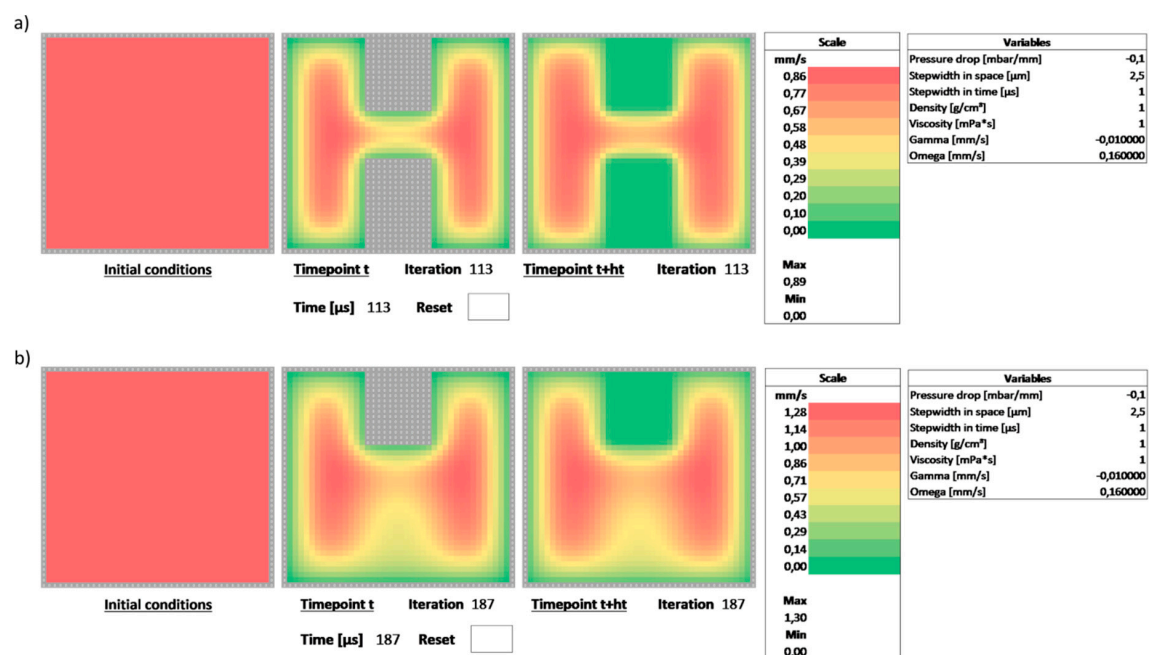 a)
Scale
mm/s
0,86
0,77
0,67
0,58
0,48
0,39
0,29
0,20
0,10
0,00
Max
0,89
Min
0,00
Variables
Pressure drop [mbar/mm] -0,1
Stepwidth in space [µm] 2,5
Stepwidth in time [µs] 1
Density [g/cm³] 1
Viscosity [mPa*s] 1
Gamma [mm/s] -0,010000
Omega [mm/s] 0,160000
Initial conditions
Timepoint t Iteration 113
Timepoint t+ht Iteration 113
Time [µs] 113 Reset
b)
Scale
mm/s
1,28
1,14
1,00
0,86
0,71
0,57
0,43
0,29
0,14
0,00
Max
1,30
Min
0,00
Variables
Pressure drop [mbar/mm] -0,1
Stepwidth in space [µm] 2,5
Stepwidth in time [µs] 1
Density [g/cm³] 1
Viscosity [mPa*s] 1
Gamma [mm/s] -0,010000
Omega [mm/s] 0,160000
Initial conditions
Timepoint t Iteration 187
Timepoint t+ht Iteration 187
Time [µs] 187 Reset